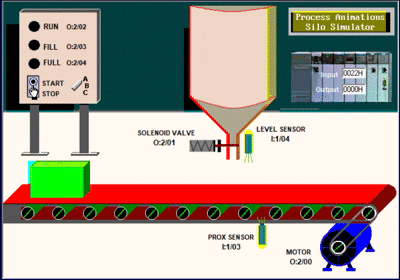 Process Animations
Silo Simulator
RUN O:2/02
FILL O:2/03
FULL O:2/04
START
STOP
A
B
C
Input 0022H
Output 0000H
SOLENOID VALVE
O:2/01
LEVEL SENSOR
I:1/04
PROX SENSOR
I:1/03
MOTOR
O:2/00